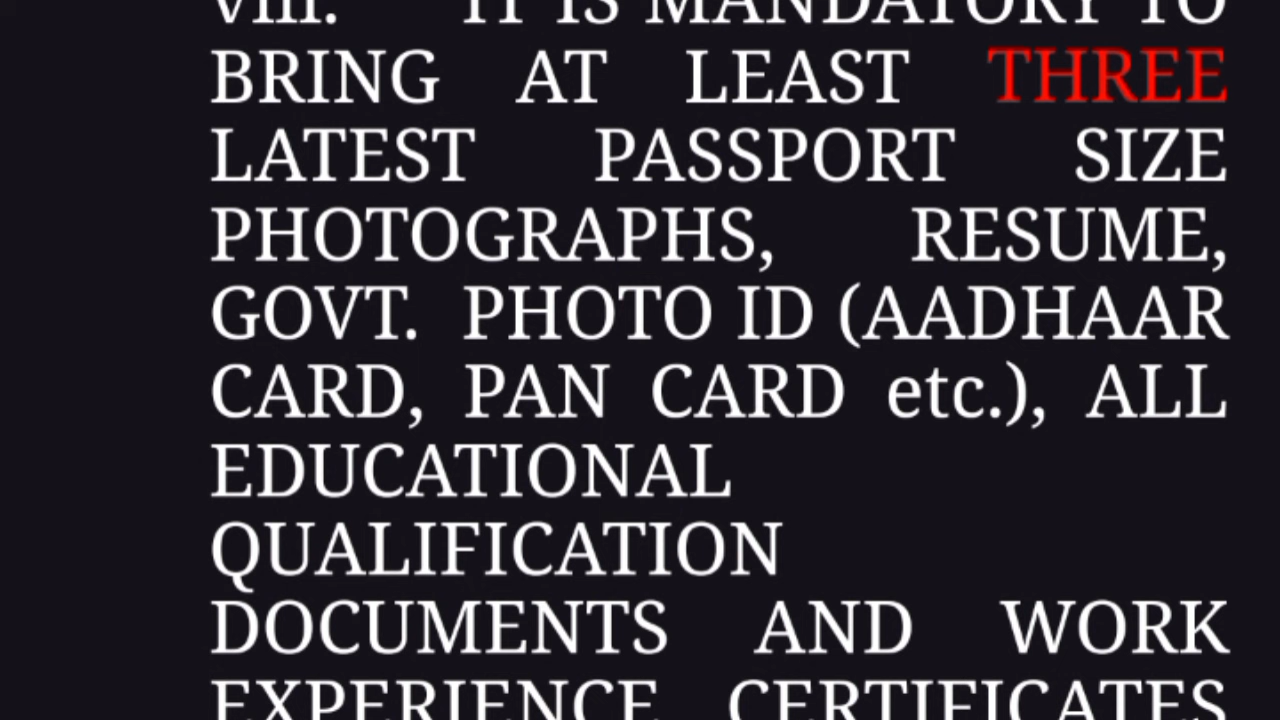 viii. IT IS MANDATORY TO
BRING AT LEAST THREE
LATEST PASSPORT SIZE
PHOTOGRAPHS, RESUME,
GOVT. PHOTO ID (AADHAAR
CARD, PAN CARD etc.), ALL
EDUCATIONAL
QUALIFICATION
DOCUMENTS AND WORK
EXPERIENCE CERTIFICATES